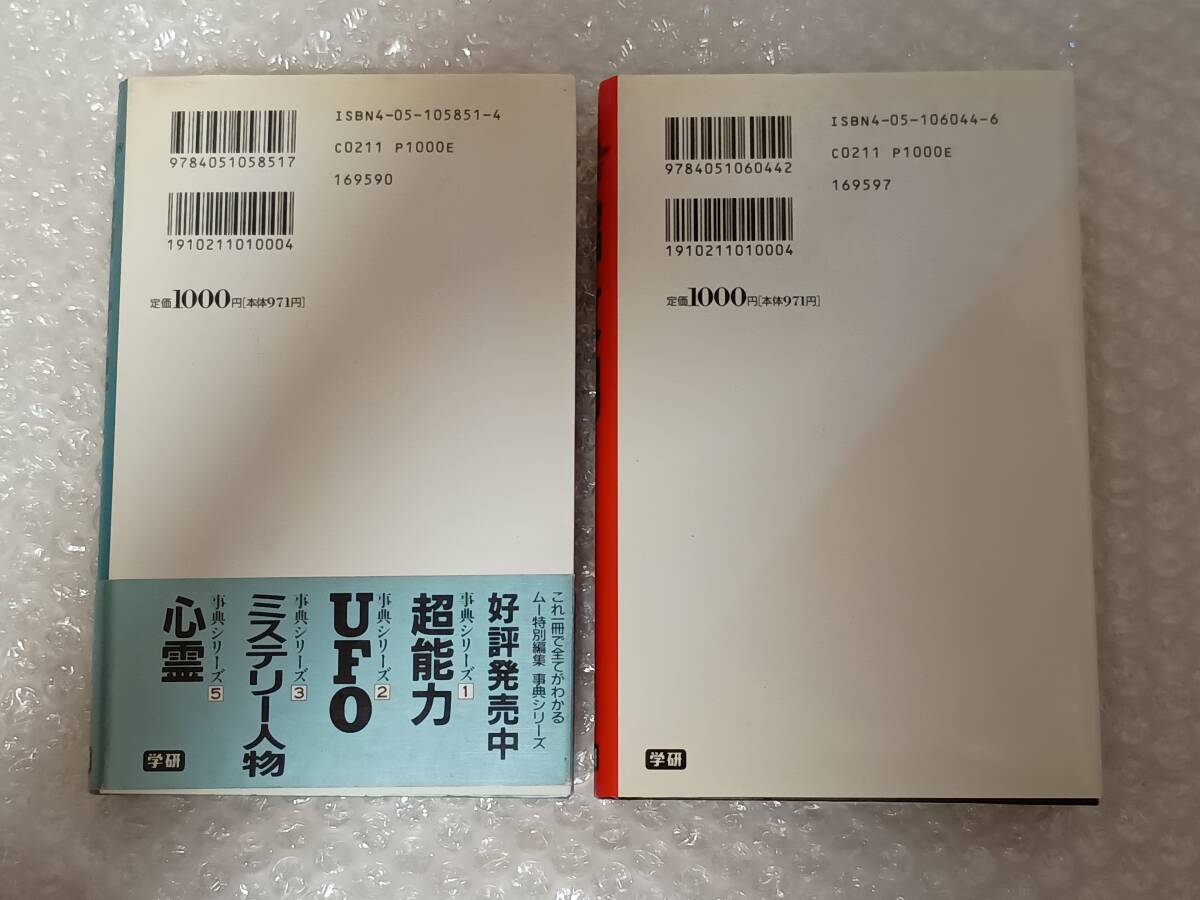 ISBN4-05-105851-4
9784051058517
C0211 P1000E
169590
1910211010004
定価1000円[本体971円]
これ一冊で全てがわかる
ムー特別編集 事典シリーズ
好評発売中
事典シリーズ1
超能力
事典シリーズ2
UFO
事典シリーズ3
ミステリー人物
事典シリーズ5
心霊
学研
ISBN4-05-106044-6
9784051060442
C0211 P1000E
169597
1910211010004
定価1000円[本体971円]
学研